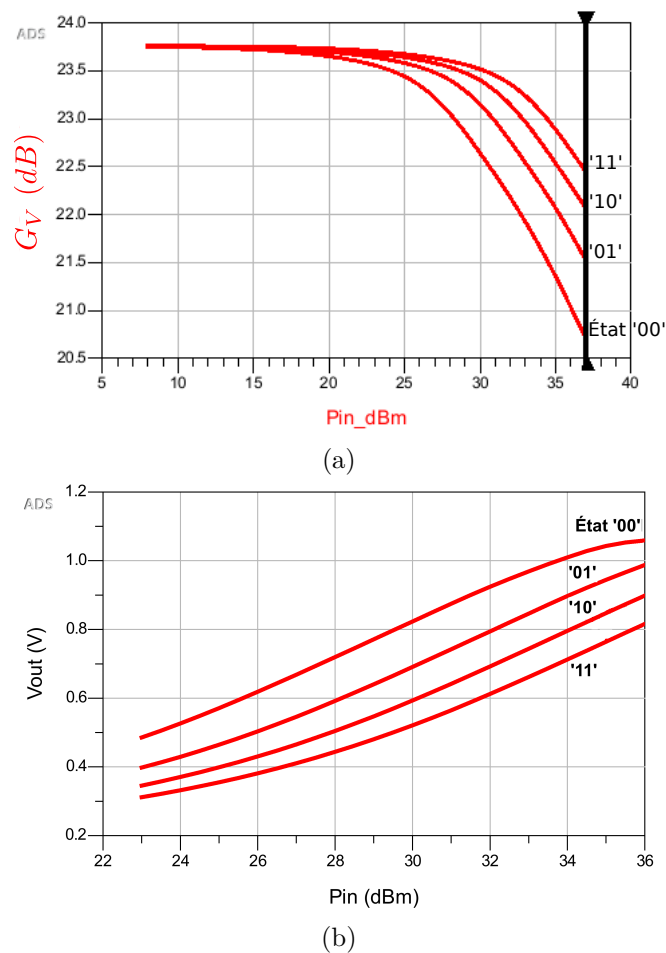 ADS
24.0
23.5
23.0
22.5
22.0
21.5
21.0
20.5
G_V (dB)
'11'
'10'
'01'
État '00'
5 10 15 20 25 30 35 40
Pin_dBm
(a)
ADS
1.2
1.0
0.8
0.6
0.4
0.2
Vout (V)
État '00'
'01'
'10'
'11'
22 24 26 28 30 32 34 36
Pin (dBm)
(b)